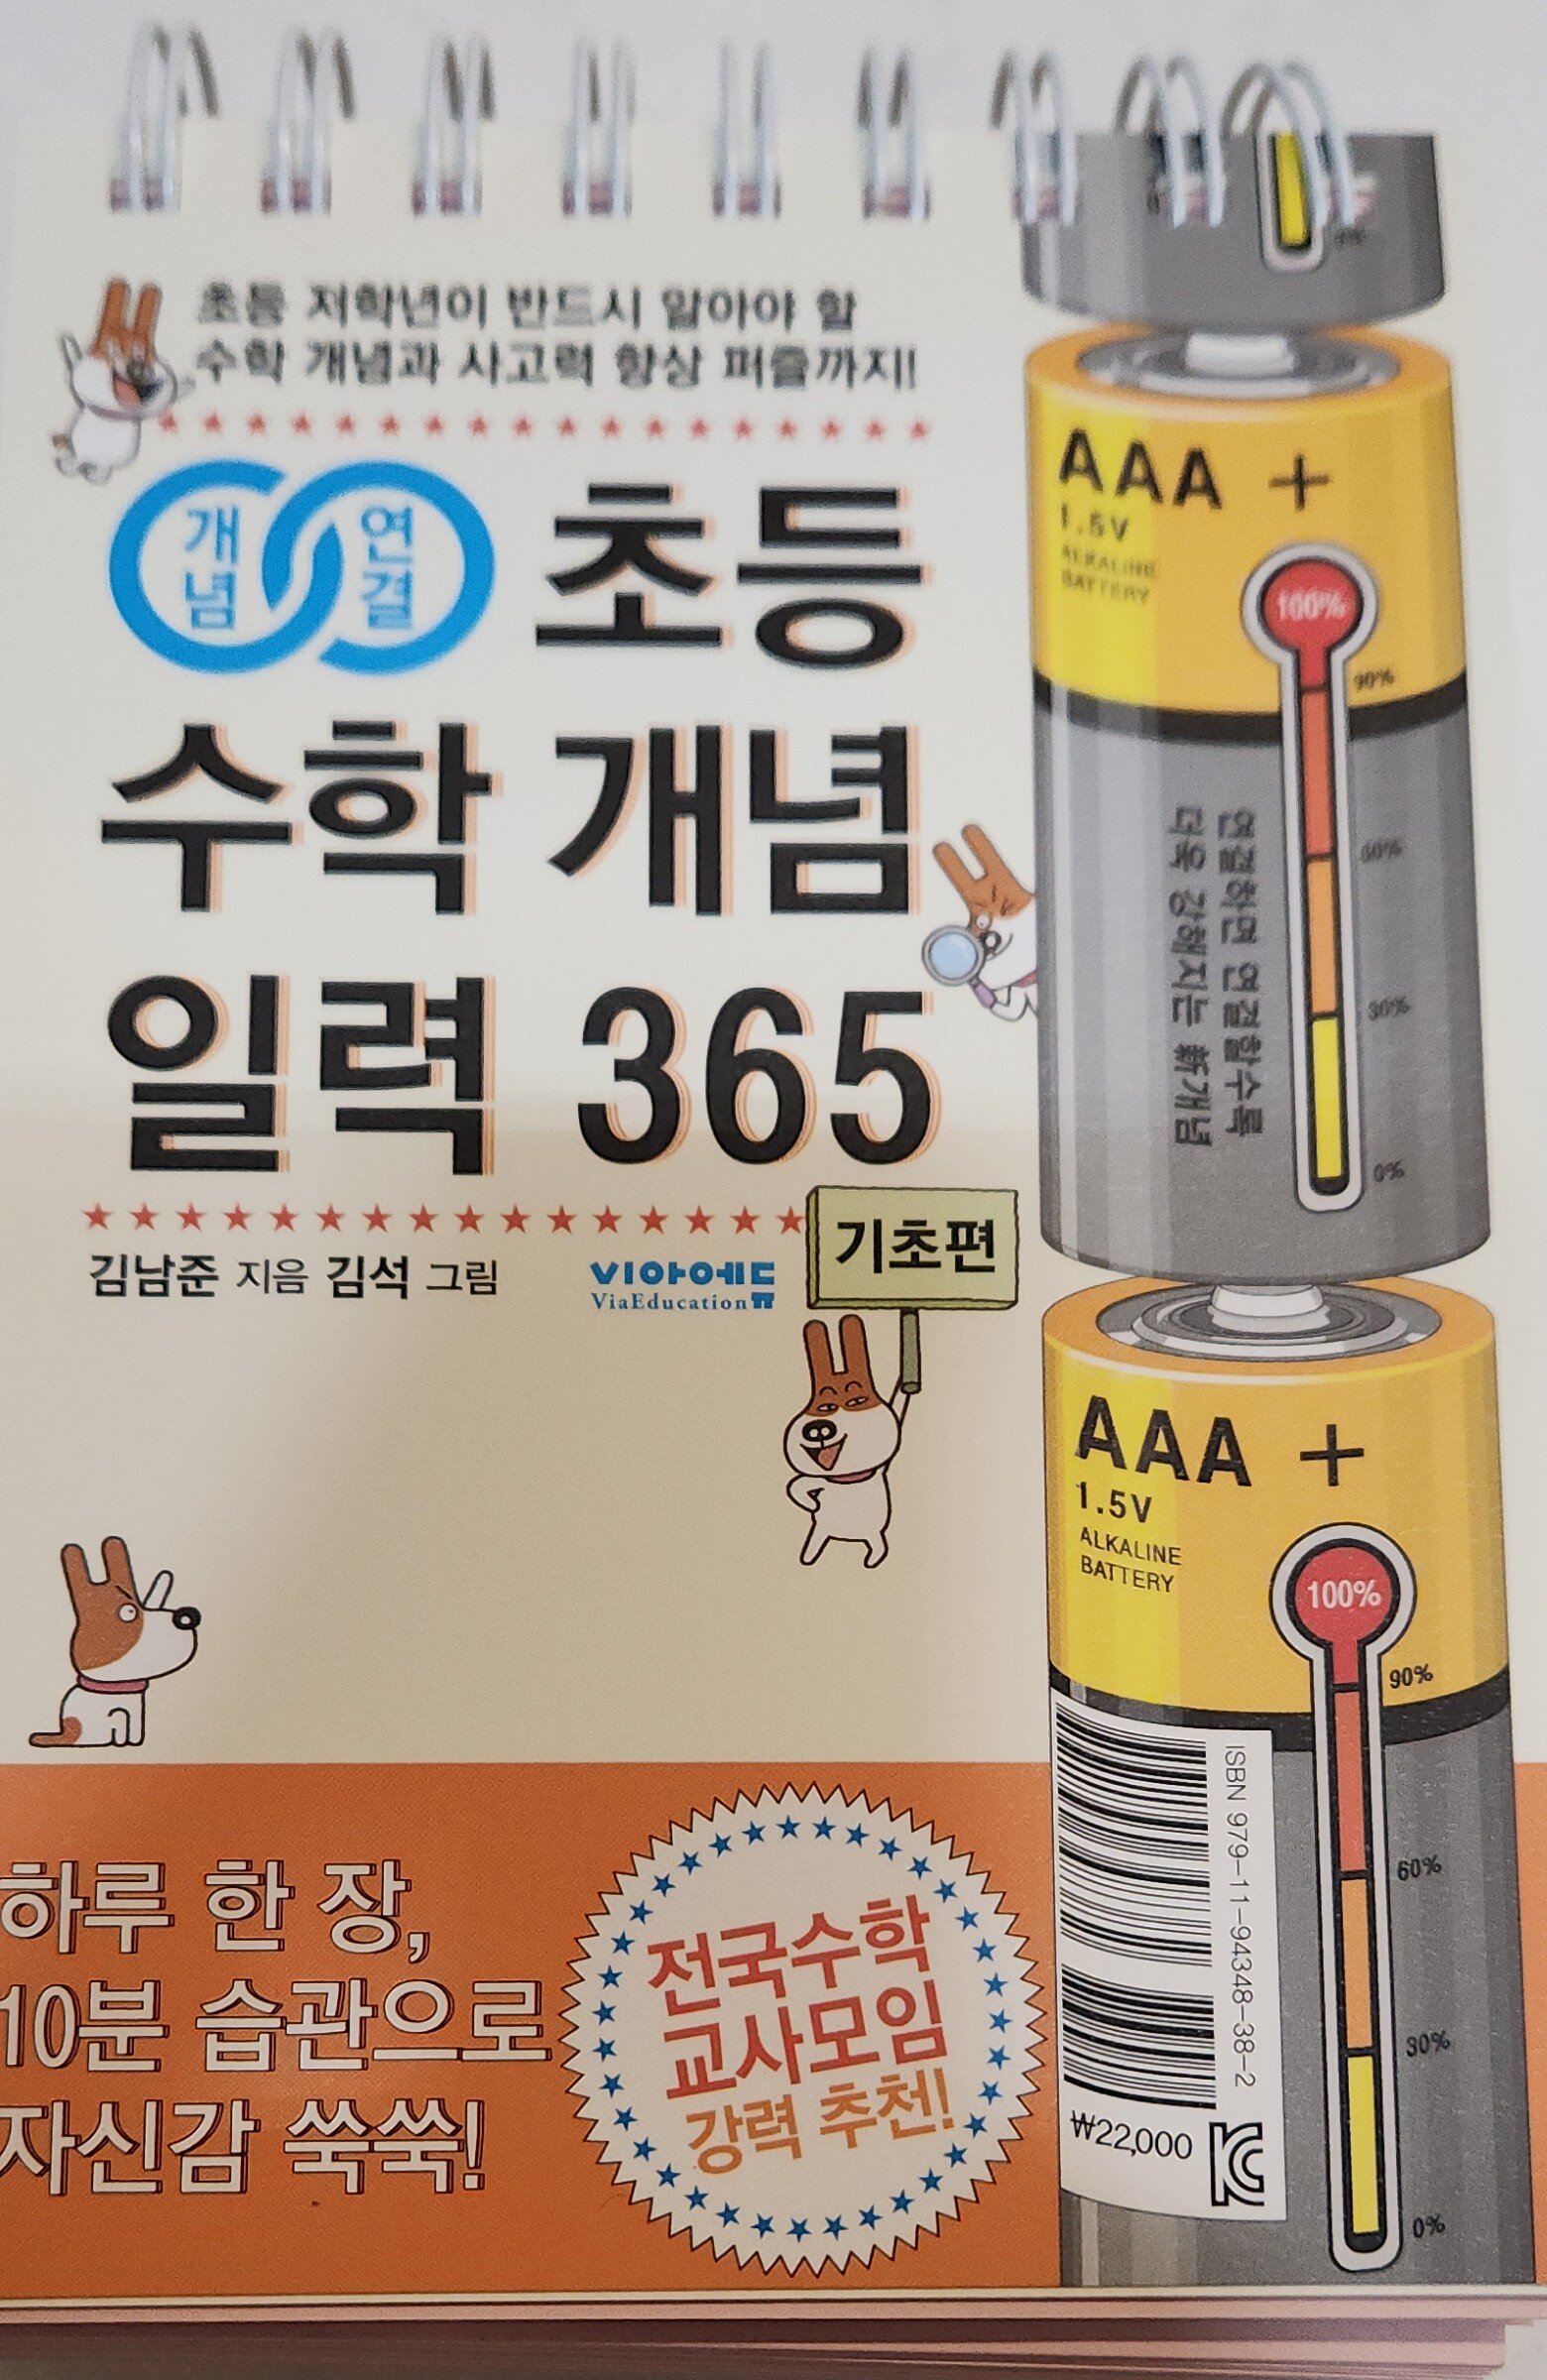 초등 저학년이 반드시 알아야 할
수학 개념과 사고력 향상 퍼즐까지!
개념 연결 초등
수학 개념
일력 365
김남준 지음 김석 그림
비아에듀
ViaEducation
기초편
하루 한 장,
10분 습관으로
자신감 쑥쑥!
전국수학
교사모임
강력 추천!
AAA +
1.5V
ALKALINE
BATTERY
100%
90%
60%
30%
0%
연결하면 연결할수록
더욱 강해지는 新개념
AAA +
1.5V
ALKALINE
BATTERY
100%
90%
60%
30%
0%
ISBN 979-11-94348-38-2
₩22,000